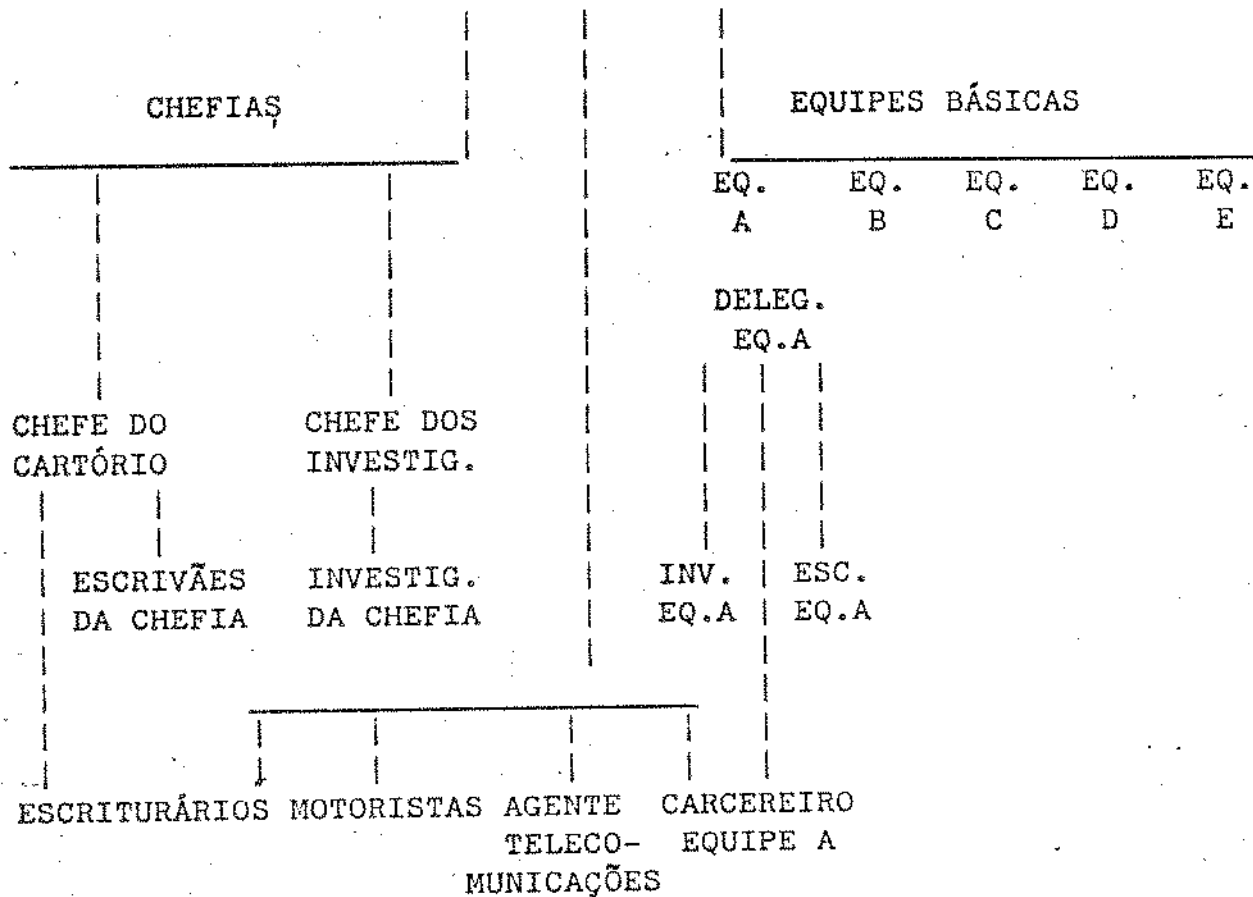 CHEFIAS
EQUIPES BÁSICAS
EQ. EQ. EQ. EQ. EQ.
A B C D E
DELEG.
EQ.A
CHEFE DO CHEFE DOS
CARTÓRIO INVESTIG.
ESCRIVÃES INVESTIG. INV. ESC.
DA CHEFIA DA CHEFIA EQ.A EQ.A
ESCRITURÁRIOS MOTORISTAS AGENTE CARCEREIRO
TELECO- EQUIPE A
MUNICAÇÕES